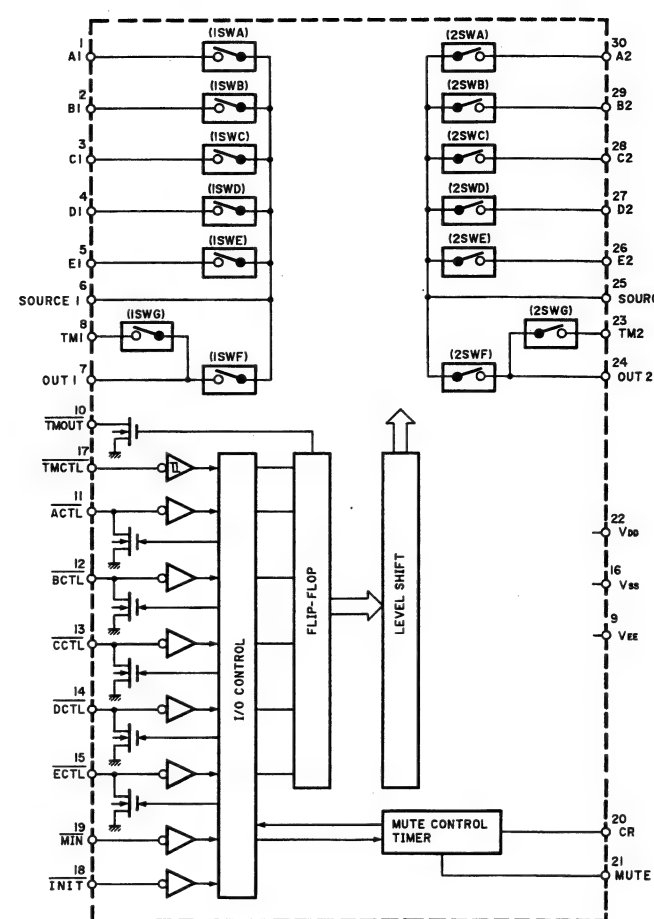 1
A1
(1SWA)
2
B1
(1SWB)
3
C1
(1SWC)
4
D1
(1SWD)
5
E1
(1SWE)
6
SOURCE 1
8
TM1
(1SWG)
7
OUT 1
(1SWF)
(2SWA)
30
A2
(2SWB)
29
B2
(2SWC)
28
C2
(2SWD)
27
D2
(2SWE)
26
E2
25
SOUR
(2SWG)
23
TM2
(2SWF)
24
OUT 2
10
TMOUT
17
TMCTL
11
ACTL
12
BCTL
13
CCTL
14
DCTL
15
ECTL
19
MIN
18
INIT
I/O CONTROL
FLIP-FLOP
LEVEL SHIFT
22
VDD
16
VSS
9
VEE
MUTE CONTROL
TIMER
20
CR
21
MUTE